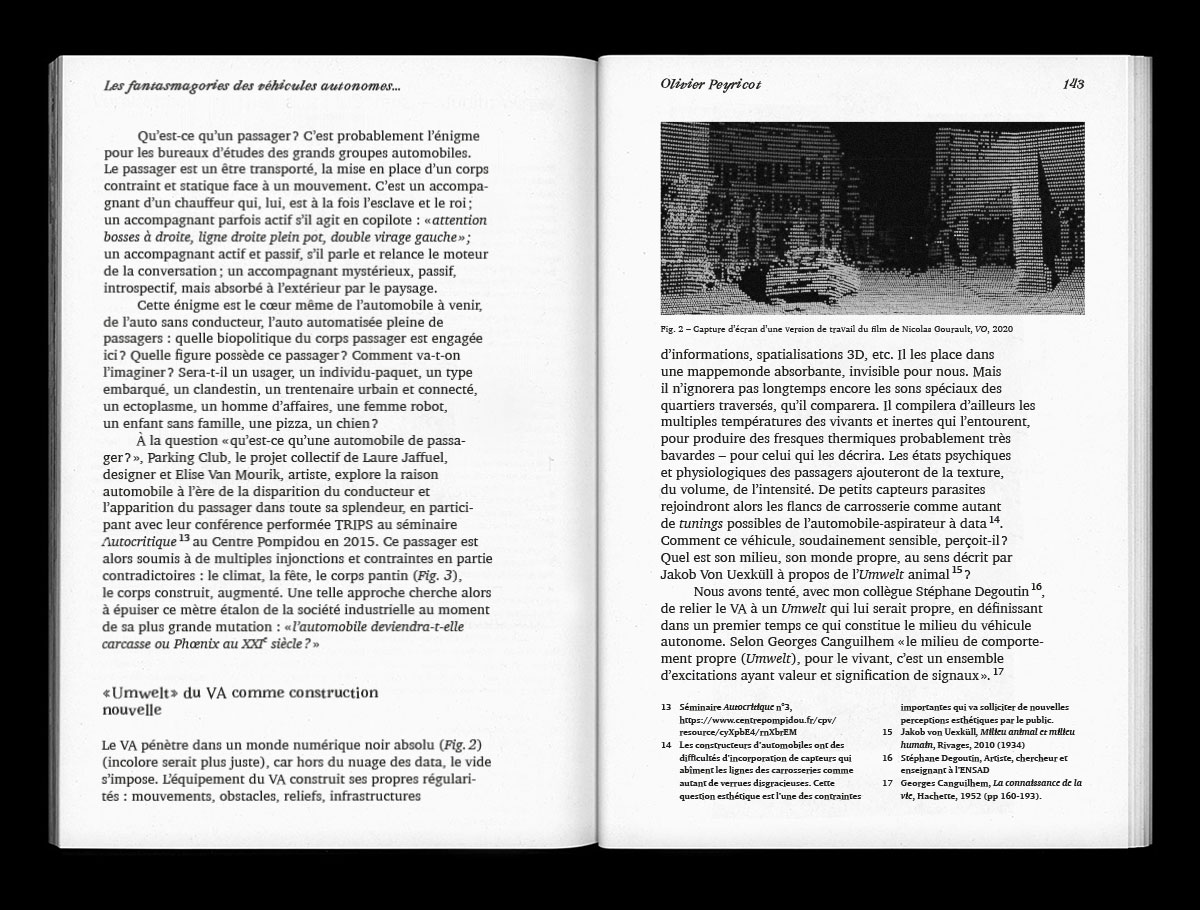 Les fantasmagories des véhicules autonomes...
Qu’est-ce qu’un passager ? C’est probablement l’énigme
pour les bureaux d’études des grands groupes automobiles.
Le passager est un être transporté, la mise en place d’un corps
contraint et statique face à un mouvement. C’est un accompa-
gnant d’un chauffeur qui, lui, est à la fois l’esclave et le roi ;
un accompagnant parfois actif s’il agit en copilote : « attention
bosses à droite, ligne droite plein pot, double virage gauche » ;
un accompagnant actif et passif, s’il parle et relance le moteur
de la conversation ; un accompagnant mystérieux, passif,
introspectif, mais absorbé à l’extérieur par le paysage.
Cette énigme est le cœur même de l’automobile à venir,
de l’auto sans conducteur, l’auto automatisée pleine de
passagers : quelle biopolitique du corps passager est engagée
ici ? Quelle figure possède ce passager ? Comment va-t-on
l’imaginer ? Sera-t-il un usager, un individu-paquet, un type
embarqué, un clandestin, un trentenaire urbain et connecté,
un ectoplasme, un homme d’affaires, une femme robot,
un enfant sans famille, une pizza, un chien ?
À la question « qu’est-ce qu’une automobile de passa-
ger ? », Parking Club, le projet collectif de Laure Jaffuel,
designer et Elise Van Mourik, artiste, explore la raison
automobile à l’ère de la disparition du conducteur et
l’apparition du passager dans toute sa splendeur, en partici-
pant avec leur conférence performée TRIPS au séminaire
Autocritique 13 au Centre Pompidou en 2015. Ce passager est
alors soumis à de multiples injonctions et contraintes en partie
contradictoires : le climat, la fête, le corps pantin (Fig. 3),
le corps construit, augmenté. Une telle approche cherche alors
à épuiser ce mètre étalon de la société industrielle au moment
de sa plus grande mutation : « l’automobile deviendra-t-elle
carcasse ou Phœnix au XXIe siècle ? »
« Umwelt » du VA comme construction
nouvelle
Le VA pénètre dans un monde numérique noir absolu (Fig. 2)
(incolore serait plus juste), car hors du nuage des data, le vide
s’impose. L’équipement du VA construit ses propres régulari-
tés : mouvements, obstacles, reliefs, infrastructures
Olivier Peyricot 143
Fig. 2 – Capture d’écran d’une version de travail du film de Nicolas Gourault, VO, 2020
d’informations, spatialisations 3D, etc. Il les place dans
une mappemonde absorbante, invisible pour nous. Mais
il n’ignorera pas longtemps encore les sons spéciaux des
quartiers traversés, qu’il comparera. Il compilera d’ailleurs les
multiples températures des vivants et inertes qui l’entourent,
pour produire des fresques thermiques probablement très
bavardes – pour celui qui les décrira. Les états psychiques
et physiologiques des passagers ajouteront de la texture,
du volume, de l’intensité. De petits capteurs parasites
rejoindront alors les flancs de carrosserie comme autant
de tunings possibles de l’automobile-aspirateur à data 14.
Comment ce véhicule, soudainement sensible, perçoit-il ?
Quel est son milieu, son monde propre, au sens décrit par
Jakob Von Uexküll à propos de l’Umwelt animal 15 ?
Nous avons tenté, avec mon collègue Stéphane Degoutin 16,
de relier le VA à un Umwelt qui lui serait propre, en définissant
dans un premier temps ce qui constitue le milieu du véhicule
autonome. Selon Georges Canguilhem « le milieu de comporte-
ment propre (Umwelt), pour le vivant, c’est un ensemble
d’excitations ayant valeur et signification de signaux ». 17
13 Séminaire Autocritique n°3,
https://www.centrepompidou.fr/cpv/
resource/cyXpbE4/rnXbrEM
14 Les constructeurs d’automobiles ont des
difficultés d’incorporation de capteurs qui
abîment les lignes des carrosseries comme
autant de verrues disgracieuses. Cette
question esthétique est l’une des contraintes
importantes qui va solliciter de nouvelles
perceptions esthétiques par le public.
15 Jakob von Uexküll, Milieu animal et milieu
humain, Rivages, 2010 (1934)
16 Stéphane Degoutin, Artiste, chercheur et
enseignant à l’ENSAD
17 Georges Canguilhem, La connaissance de la
vie, Hachette, 1952 (pp 160-193).